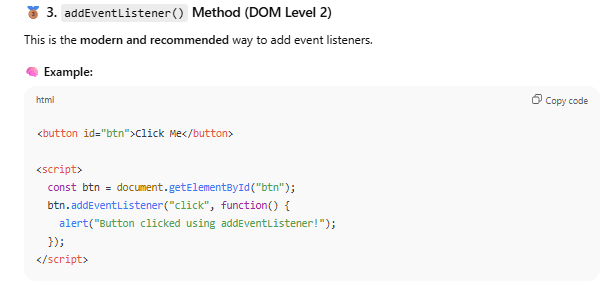 🥉 3. addEventListener() Method (DOM Level 2)
This is the modern and recommended way to add event listeners.
🧠 Example:
html
Copy code
<button id="btn">Click Me</button>
<script>
  const btn = document.getElementById("btn");
  btn.addEventListener("click", function() {
    alert("Button clicked using addEventListener!");
  });
</script>